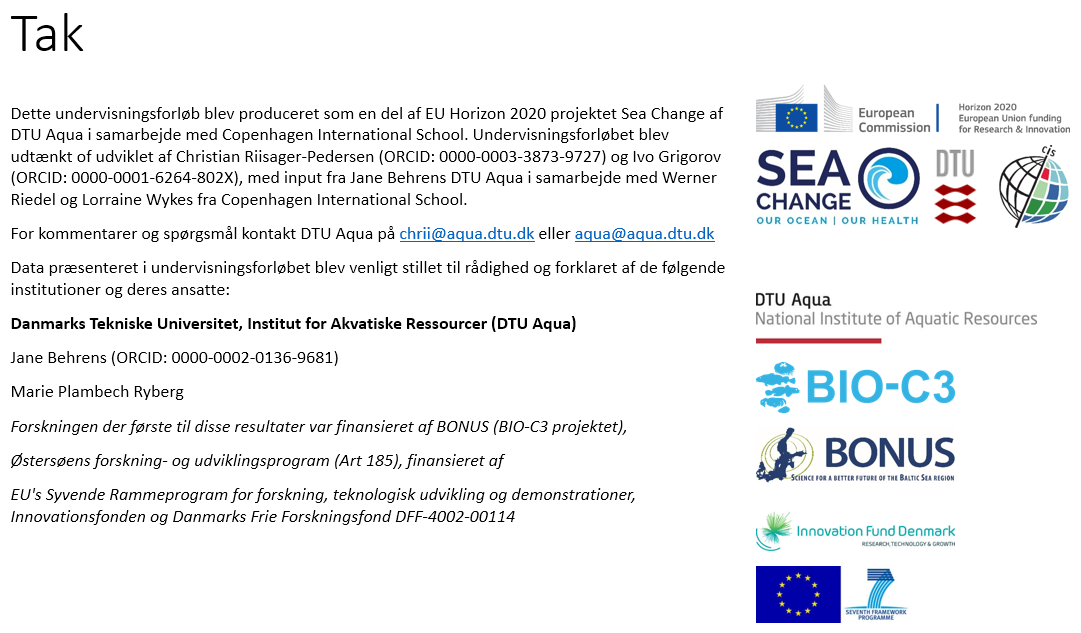 Tak
Dette undervisningsforløb blev produceret som en del af EU Horizon 2020 projektet Sea Change af
DTU Aqua i samarbejde med Copenhagen International School. Undervisningsforløbet blev
udtænkt of udviklet af Christian Riisager-Pedersen (ORCID: 0000-0003-3873-9727) og Ivo Grigorov
(ORCID: 0000-0001-6264-802X), med input fra Jane Behrens DTU Aqua i samarbejde med Werner
Riedel og Lorraine Wykes fra Copenhagen International School.
For kommentarer og spørgsmål kontakt DTU Aqua på chrii@aqua.dtu.dk eller aqua@aqua.dtu.dk
Data præsenteret i undervisningsforløbet blev venligt stillet til rådighed og forklaret af de følgende
institutioner og deres ansatte:
Danmarks Tekniske Universitet, Institut for Akvatiske Ressourcer (DTU Aqua)
Jane Behrens (ORCID: 0000-0002-0136-9681)
Marie Plambech Ryberg
Forskningen der første til disse resultater var finansieret af BONUS (BIO-C3 projektet),
Østersøens forskning- og udviklingsprogram (Art 185), finansieret af
EU's Syvende Rammeprogram for forskning, teknologisk udvikling og demonstrationer,
Innovationsfonden og Danmarks Frie Forskningsfond DFF-4002-00114
European
Commission
Horizon 2020
European Union funding
for Research & Innovation
SEA
CHANGE
OUR OCEAN | OUR HEALTH
DTU
cis
DTU Aqua
National Institute of Aquatic Resources
BIO-C3
BONUS
SCIENCE FOR A BETTER FUTURE OF THE BALTIC SEA REGION
Innovation Fund Denmark
RESEARCH, TECHNOLOGY & GROWTH
7
SEVENTH FRAMEWORK
PROGRAMME